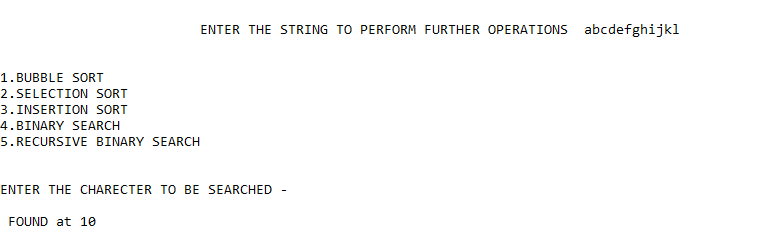 ENTER THE STRING TO PERFORM FURTHER OPERATIONS  abcdefghijkl
1.BUBBLE SORT
2.SELECTION SORT
3.INSERTION SORT
4.BINARY SEARCH
5.RECURSIVE BINARY SEARCH
ENTER THE CHARECTER TO BE SEARCHED -
FOUND at 10